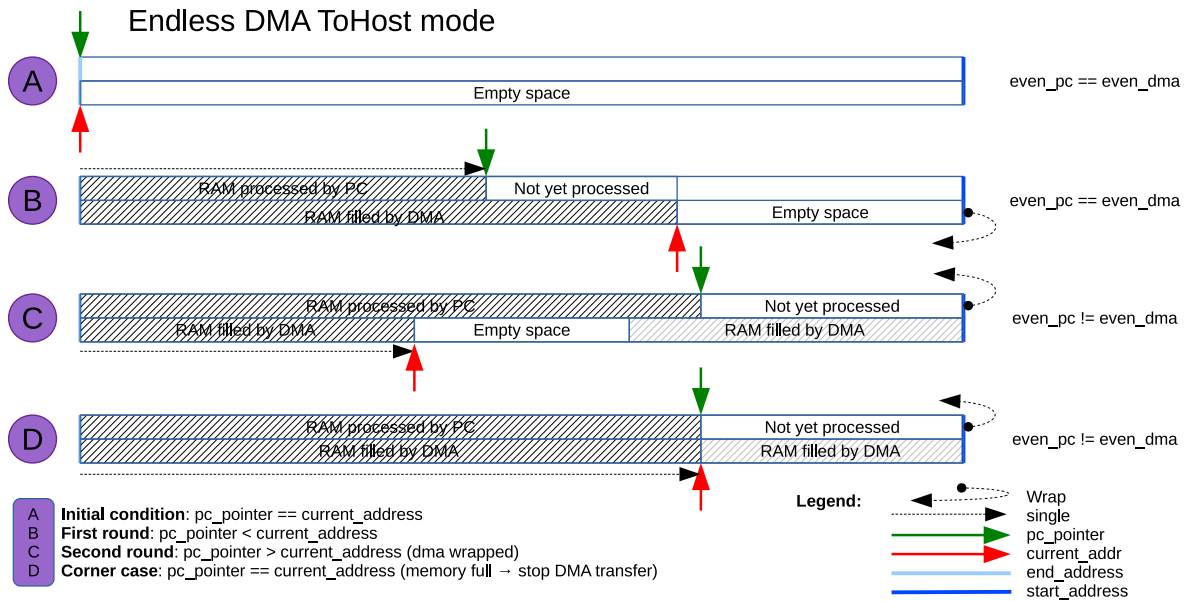 Endless DMA ToHost mode
A
Empty space
even_pc == even_dma
B
RAM processed by PC
Not yet processed
RAM filled by DMA
Empty space
even_pc == even_dma
C
RAM processed by PC
Not yet processed
RAM filled by DMA
Empty space
RAM filled by DMA
even_pc != even_dma
D
RAM processed by PC
Not yet processed
RAM filled by DMA
RAM filled by DMA
even_pc != even_dma
A Initial condition: pc_pointer == current_address
B First round: pc_pointer < current_address
C Second round: pc_pointer > current_address (dma wrapped)
D Corner case: pc_pointer == current_address (memory full → stop DMA transfer)
Legend:
Wrap
single
pc_pointer
current_addr
end_address
start_address